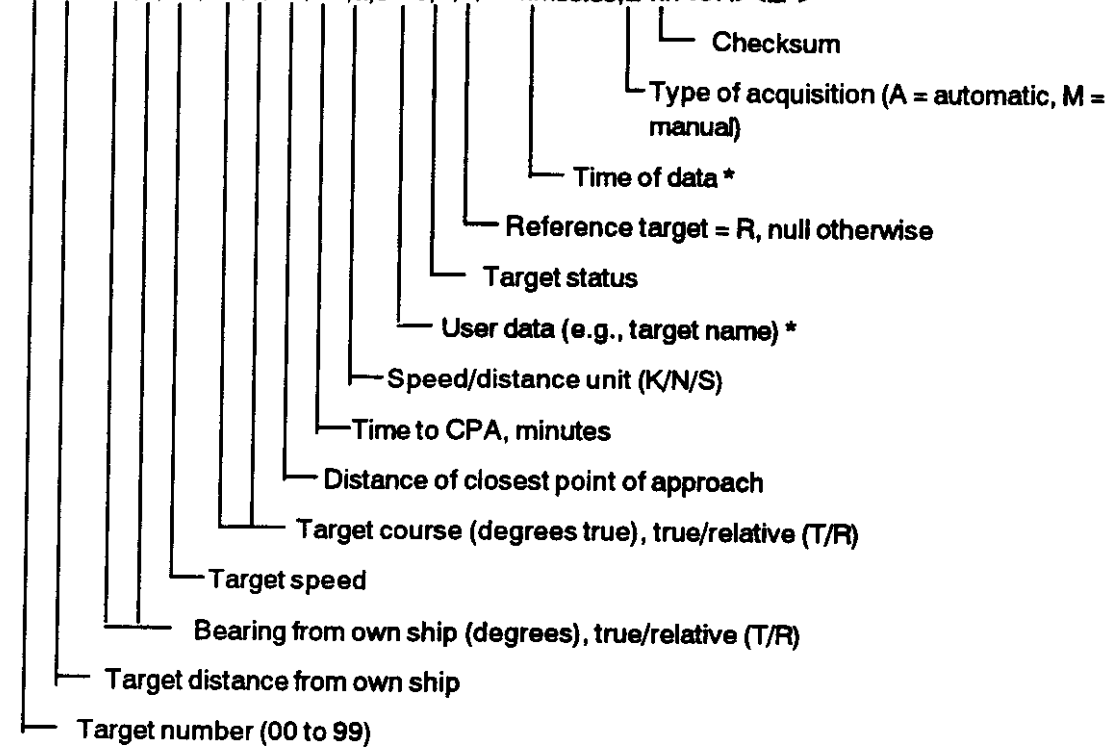 Checksum
Type of acquisition (A = automatic, M =
manual)
Time of data *
Reference target = R, null otherwise
Target status
User data (e.g., target name) *
Speed/distance unit (K/N/S)
Time to CPA, minutes
Distance of closest point of approach
Target course (degrees true), true/relative (T/R)
Target speed
Bearing from own ship (degrees), true/relative (T/R)
Target distance from own ship
Target number (00 to 99)